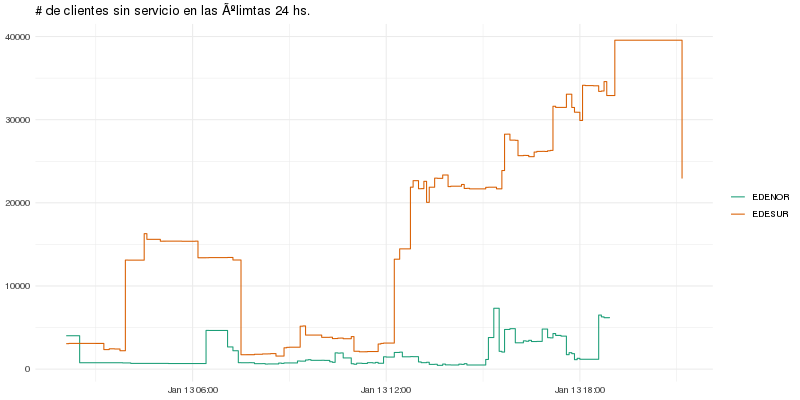 # de clientes sin servicio en las Ãºlimtas 24 hs.
40000
30000
20000
10000
0
Jan 13 06:00
Jan 13 12:00
Jan 13 18:00
EDENOR
EDESUR